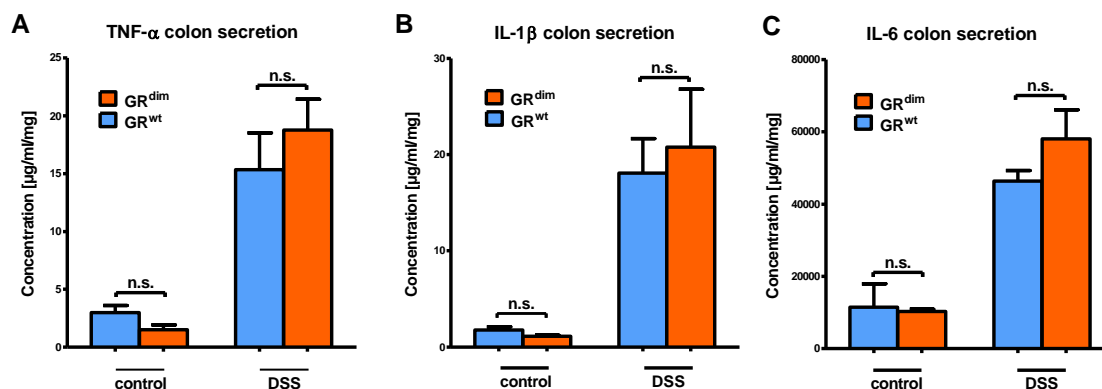 A
TNF-α colon secretion
Concentration [µg/ml/mg]
25
20
15
10
5
0
GR^dim
GR^wt
n.s.
n.s.
control
DSS
B
IL-1β colon secretion
Concentration [µg/ml/mg]
30
20
10
0
GR^dim
GR^wt
n.s.
n.s.
control
DSS
C
IL-6 colon secretion
Concentration [µg/ml/mg]
80000
60000
40000
20000
0
GR^dim
GR^wt
n.s.
n.s.
control
DSS